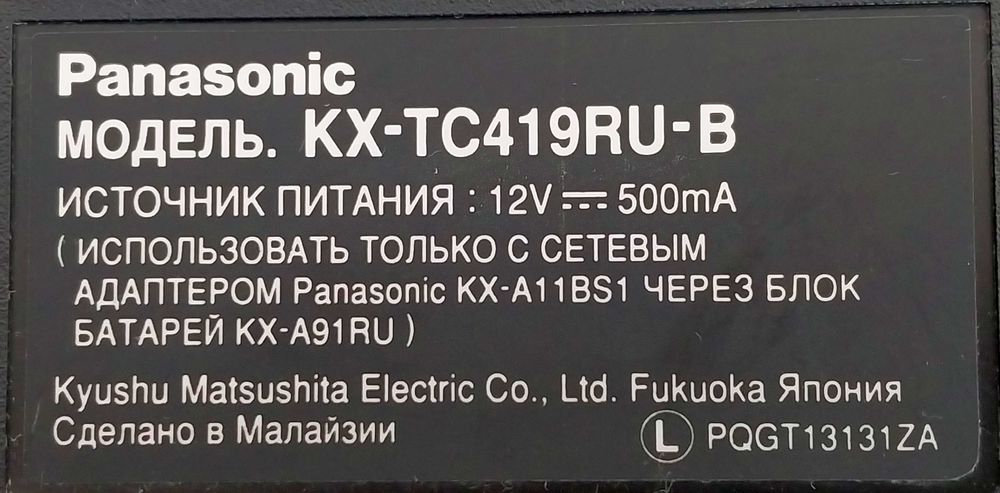 Panasonic
МОДЕЛЬ. KX-TC419RU-B
ИСТОЧНИК ПИТАНИЯ : 12V ⎓ 500mA
( ИСПОЛЬЗОВАТЬ ТОЛЬКО С СЕТЕВЫМ
АДАПТЕРОМ Panasonic KX-A11BS1 ЧЕРЕЗ БЛОК
БАТАРЕЙ KX-A91RU )
Kyushu Matsushita Electric Co., Ltd. Fukuoka Япония
Сделано в Малайзии Ⓛ PQGT13131ZA